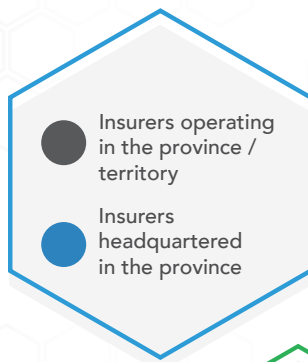 Insurers operating
in the province /
territory
Insurers
headquartered
in the province